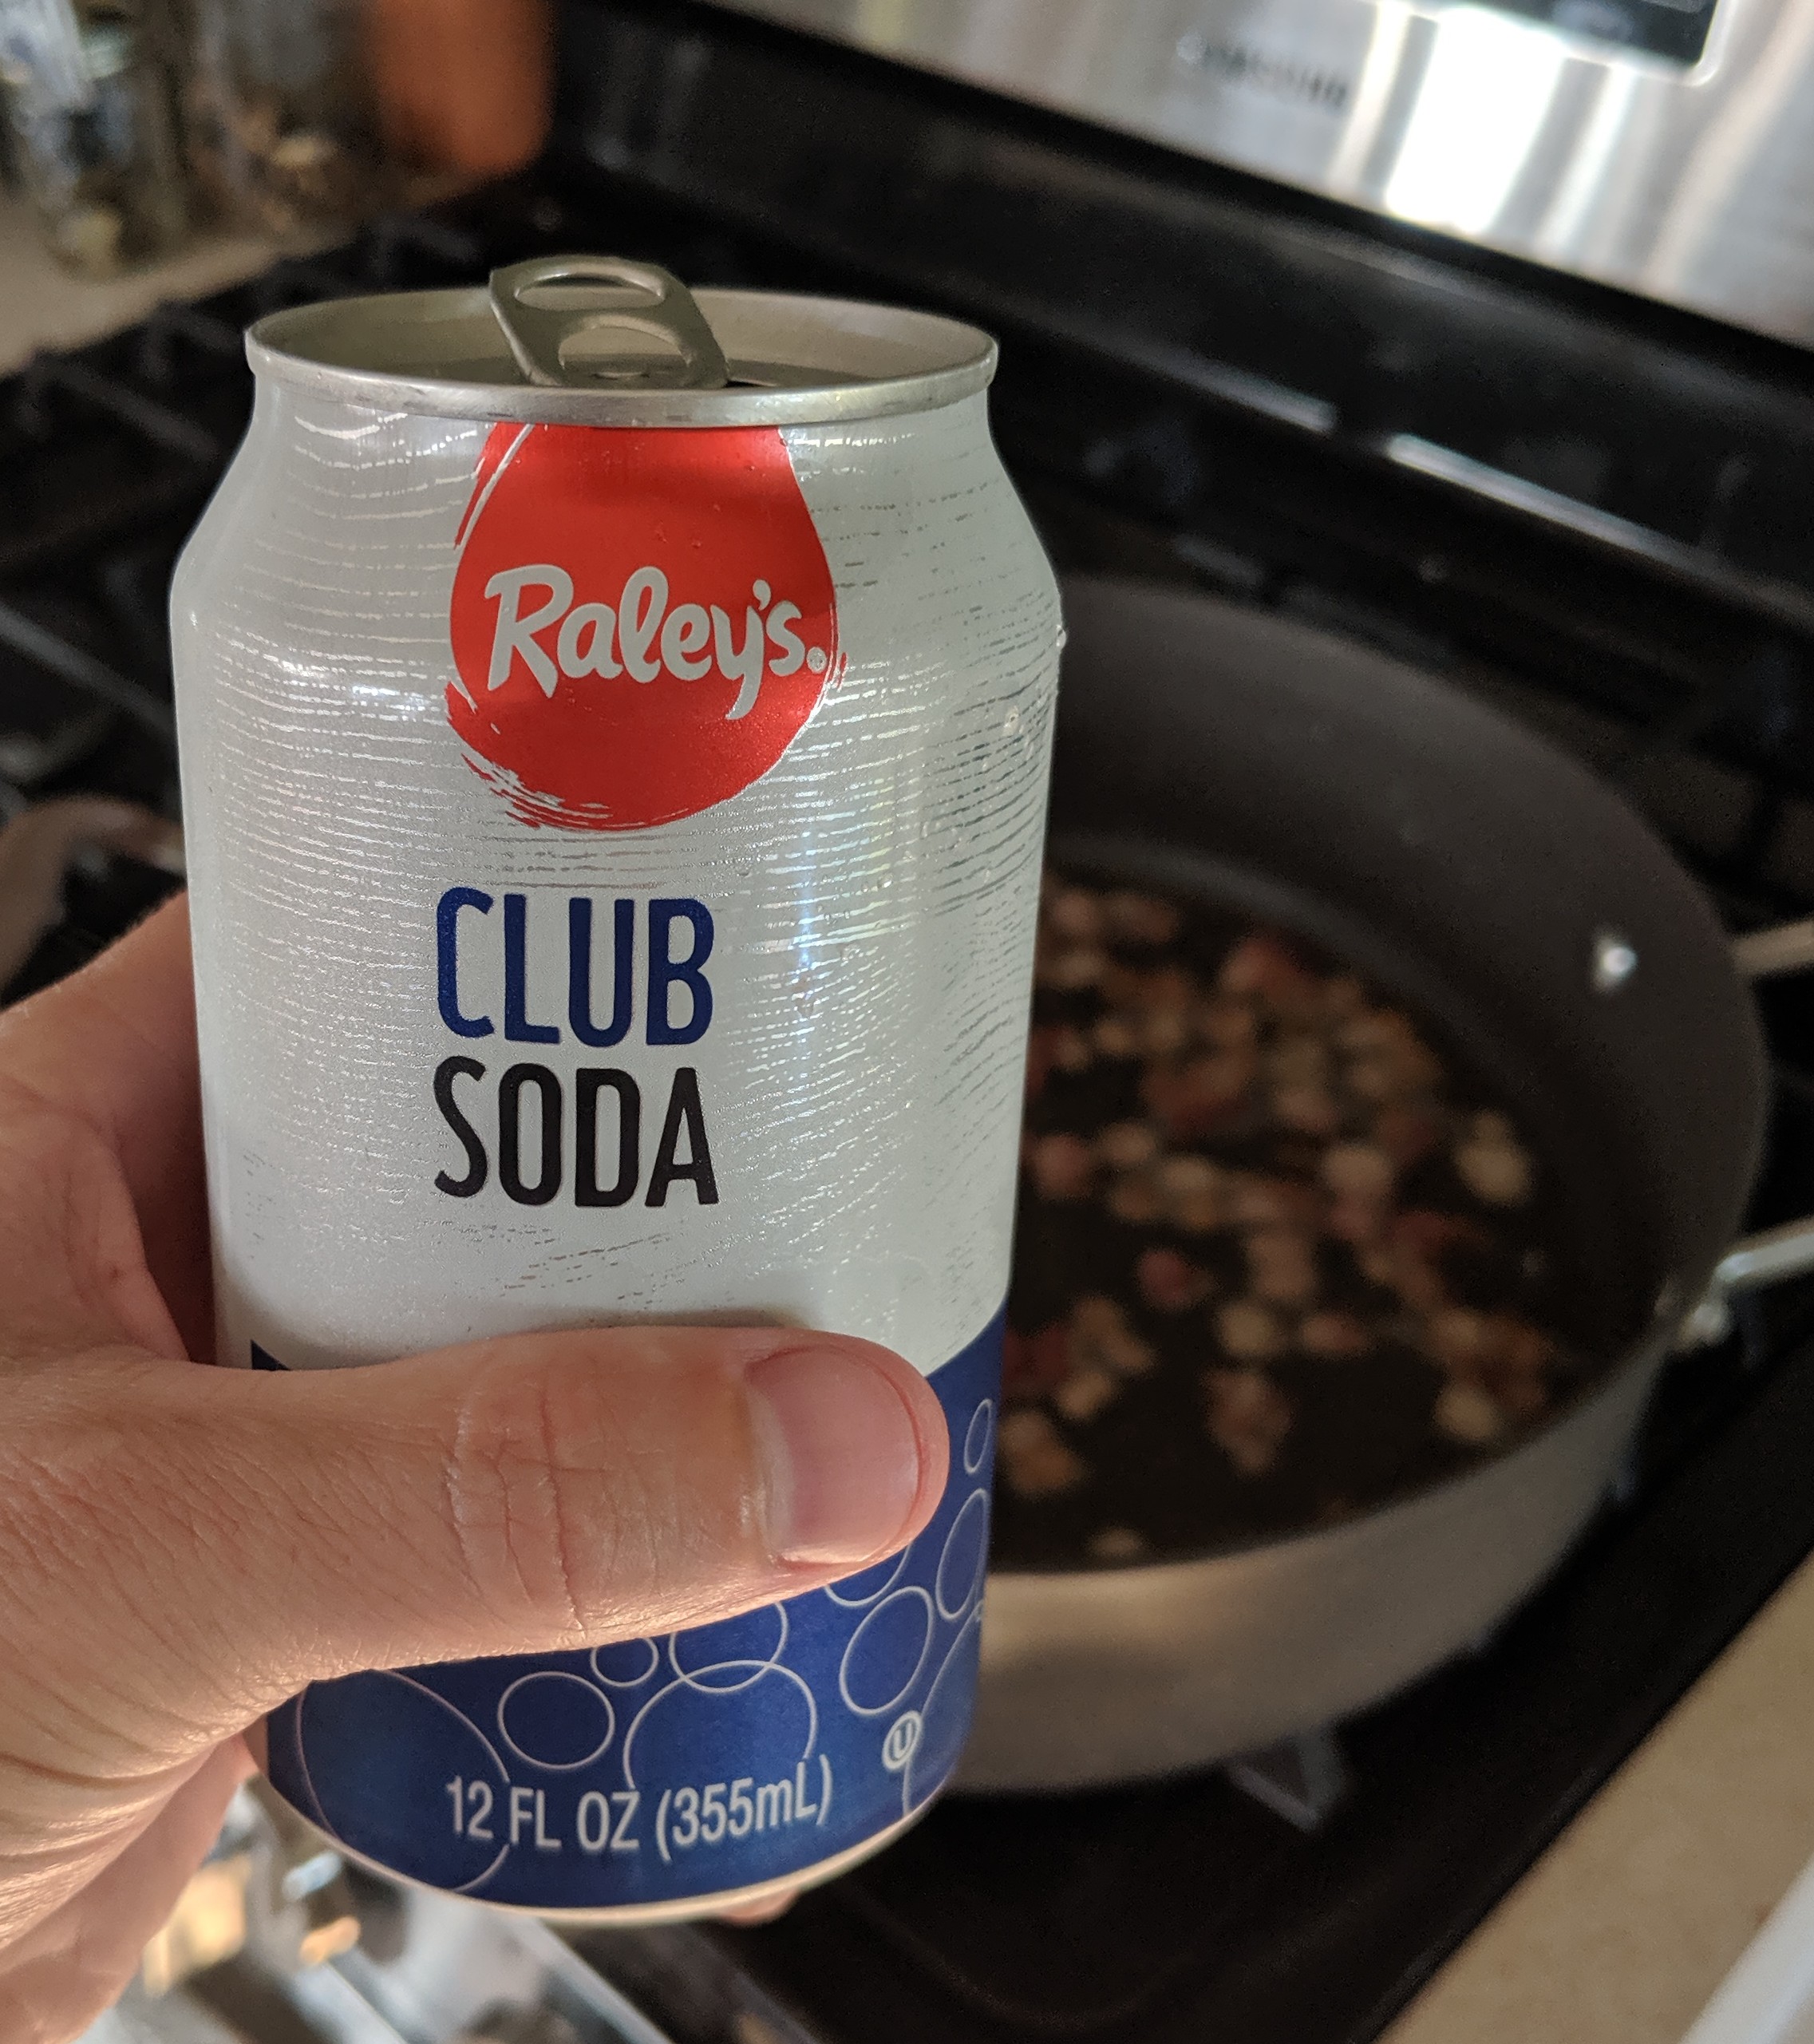 Raley's®
CLUB
SODA
U
12 FL OZ (355mL)